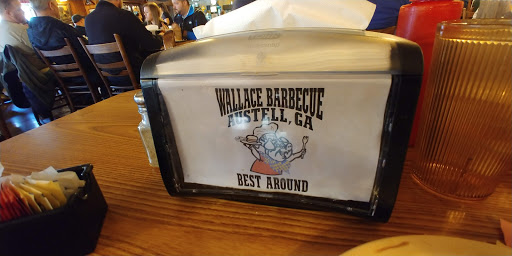 WALLACE BARBECUE
AUSTELL, GA
BEST AROUND